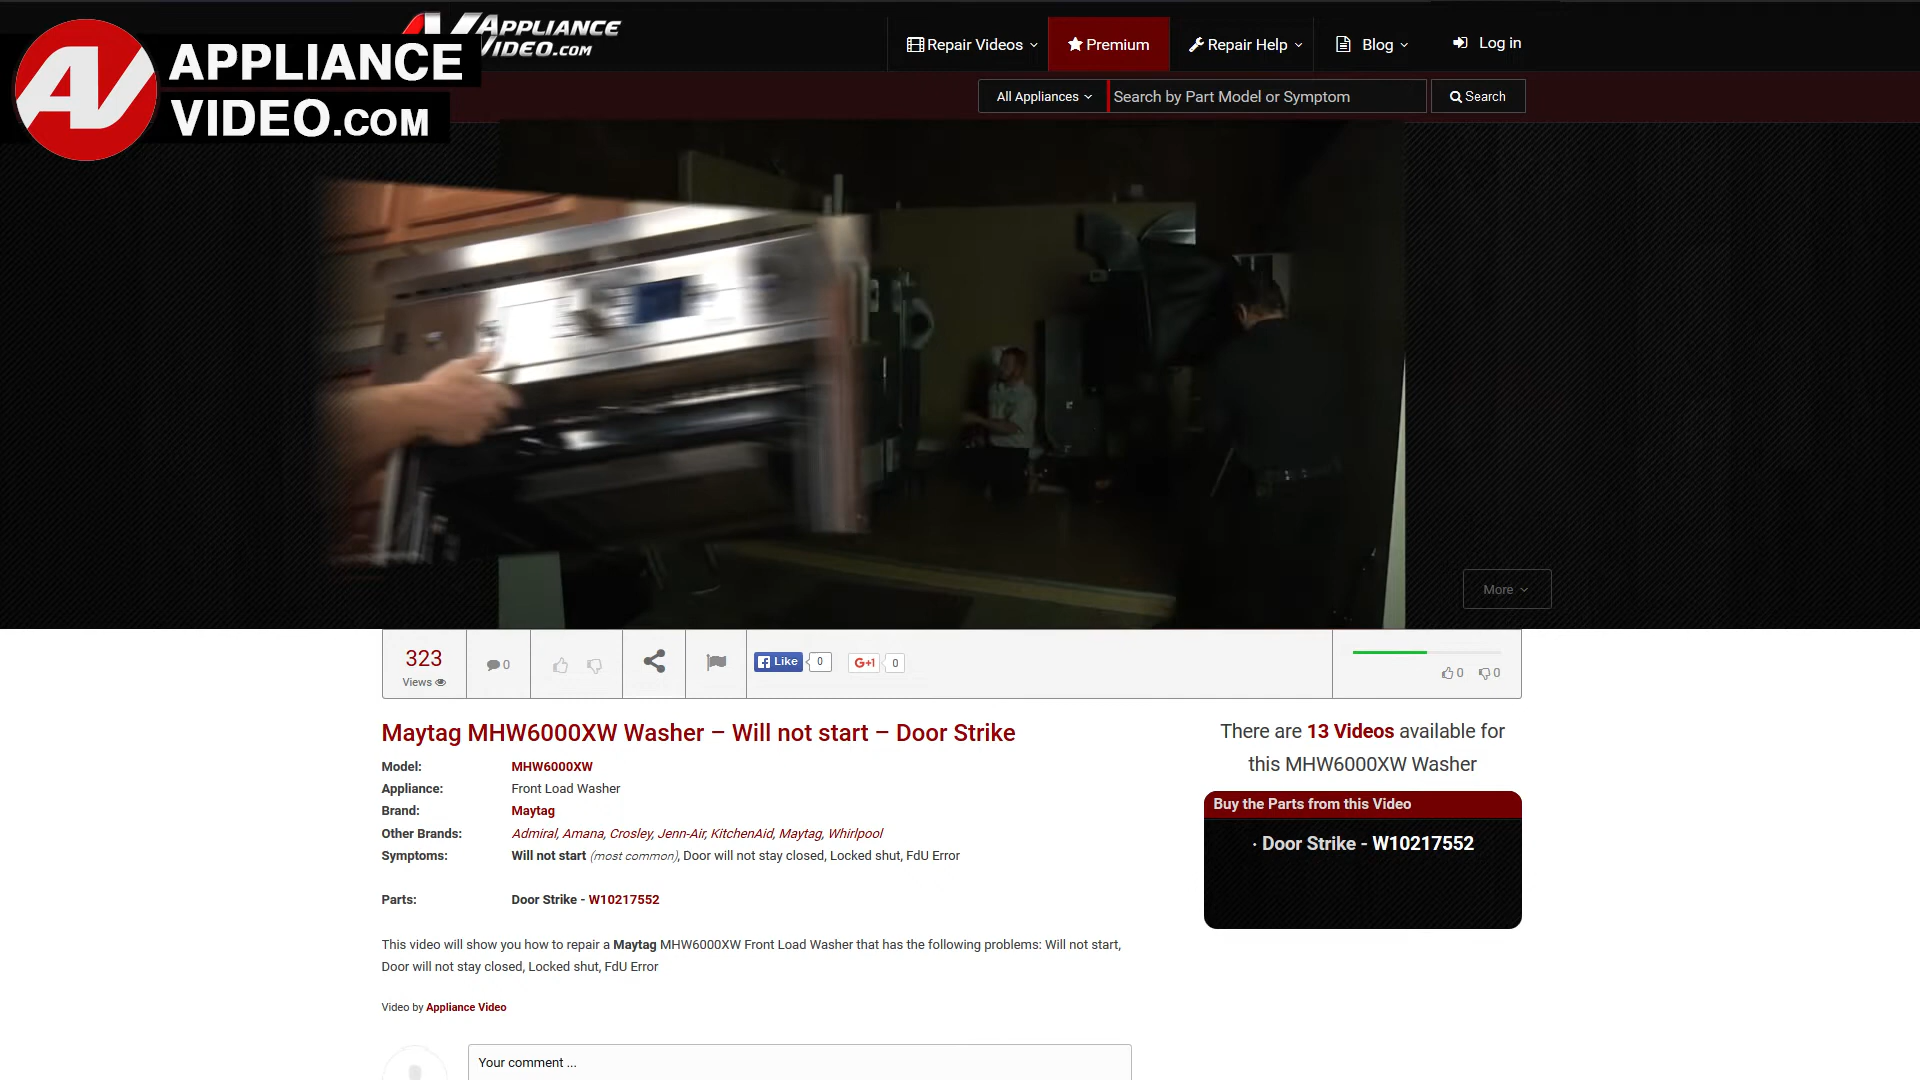 APPLIANCE
VIDEO.COM
APPLIANCE
VIDEO.COM
Repair Videos
Premium
Repair Help
Blog
Log in
All Appliances
Search by Part Model or Symptom
Search
More
323
Views
0
Like
0
G+1
0
0
0
Maytag MHW6000XW Washer – Will not start – Door Strike
Model: MHW6000XW
Appliance: Front Load Washer
Brand: Maytag
Other Brands: Admiral, Amana, Crosley, Jenn-Air, KitchenAid, Maytag, Whirlpool
Symptoms: Will not start (most common), Door will not stay closed, Locked shut, FdU Error
Parts: Door Strike - W10217552
This video will show you how to repair a Maytag MHW6000XW Front Load Washer that has the following problems: Will not start,
Door will not stay closed, Locked shut, FdU Error
Video by Appliance Video
Your comment ...
There are 13 Videos available for
this MHW6000XW Washer
Buy the Parts from this Video
· Door Strike - W10217552